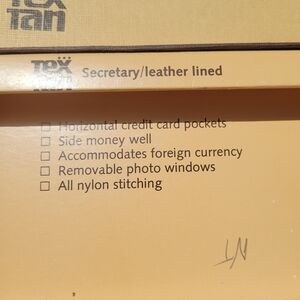 TEX
TAN
TEX
TAN
Secretary/leather lined
Horizontal credit card pockets
Side money well
Accommodates foreign currency
Removable photo windows
All nylon stitching